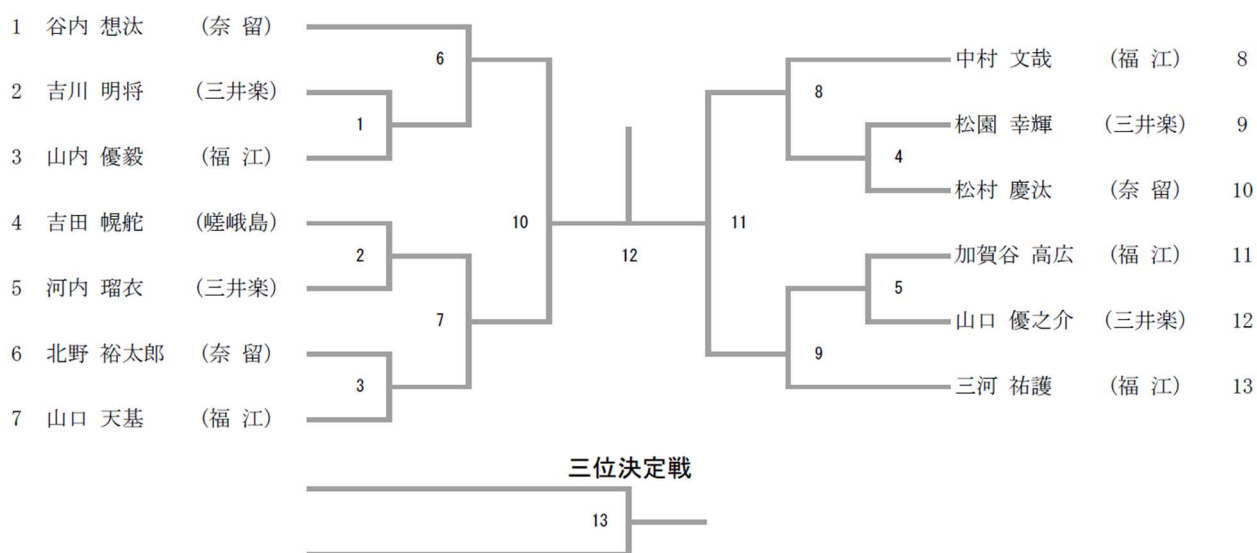 1 谷内 想汰 (奈 留)
2 吉川 明将 (三井楽)
3 山内 優毅 (福 江)
4 吉田 幌舵 (嵯峨島)
5 河内 瑠衣 (三井楽)
6 北野 裕太郎 (奈 留)
7 山口 天基 (福 江)
6
1
2
7
3
10
12
11
8
4
5
9
中村 文哉 (福 江) 8
松園 幸輝 (三井楽) 9
松村 慶汰 (奈 留) 10
加賀谷 高広 (福 江) 11
山口 優之介 (三井楽) 12
三河 祐護 (福 江) 13
三位決定戦
13